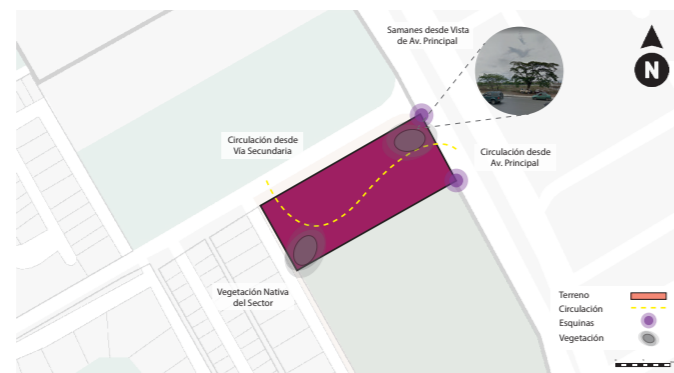 Samanes desde Vista
de Av. Principal
N
Circulación desde
Vía Secundaria
Circulación desde
Av. Principal
Vegetación Nativa
del Sector
Terreno
Circulación
Esquinas
Vegetación